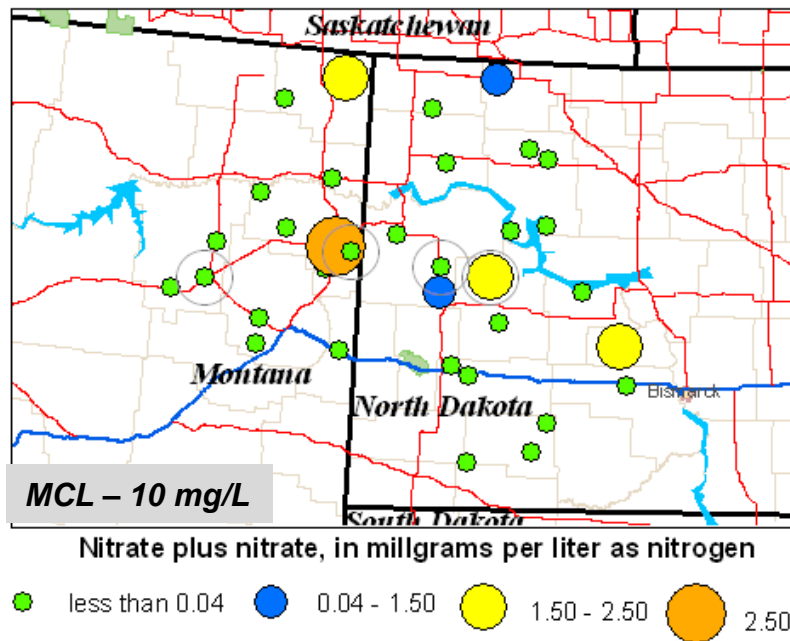 Saskatchewan
Montana
North Dakota
Bismarck
MCL – 10 mg/L
South Dakota
Nitrate plus nitrate, in millgrams per liter as nitrogen
less than 0.04
0.04 - 1.50
1.50 - 2.50
2.50